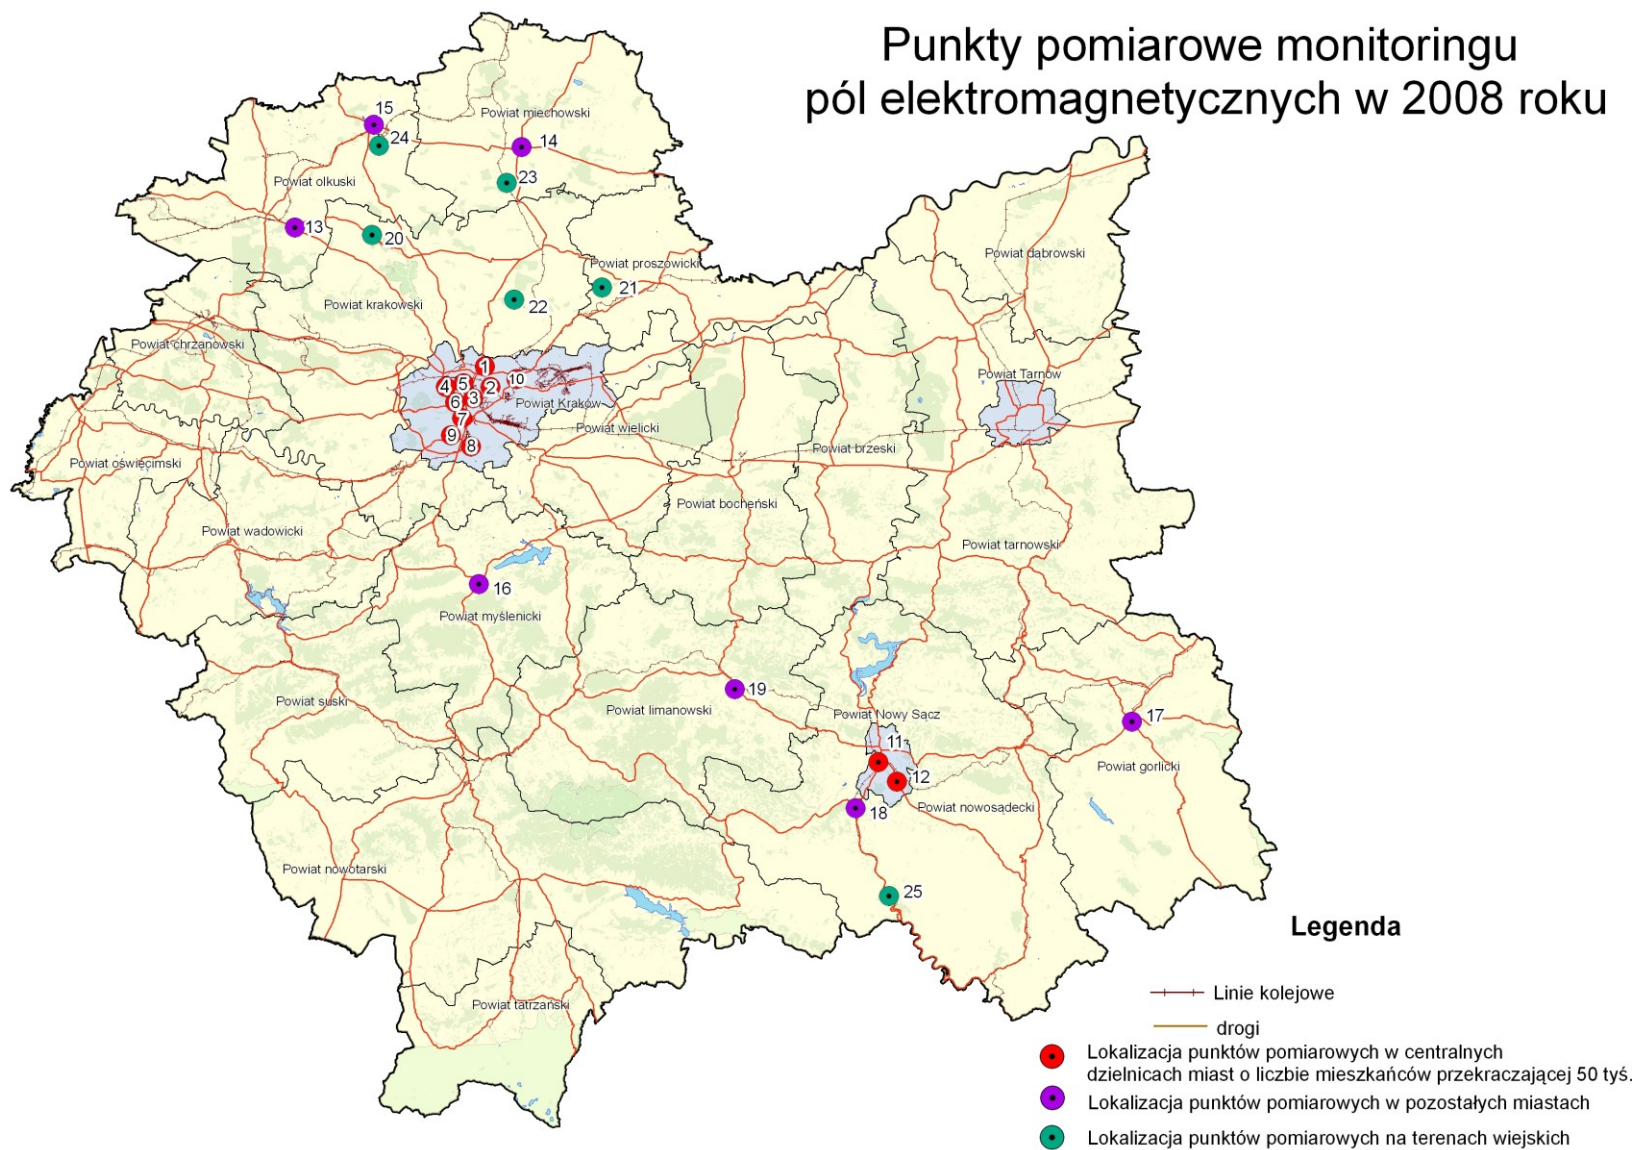 Punkty pomiarowe monitoringu
pól elektromagnetycznych w 2008 roku
15
Powiat miechowski
24
14
Powiat olkuski
23
13
20
Powiat dąbrowski
Powiat proszowicki
21
Powiat krakowski
22
Powiat chrzanowski
1
Powiat Tarnów
4
5
2
10
6
3
Powiat Kraków
7
Powiat wielicki
9
8
Powiat brzeski
Powiat oświęcimski
Powiat bocheński
Powiat wadowicki
Powiat tarnowski
16
Powiat myślenicki
19
Powiat suski
Powiat limanowski
Powiat Nowy Sącz
17
11
Powiat gorlicki
12
18
Powiat nowosądecki
Powiat nowotarski
25
Powiat tatrzański
Legenda
Linie kolejowe
drogi
Lokalizacja punktów pomiarowych w centralnych
dzielnicach miast o liczbie mieszkańców przekraczającej 50 tyś.
Lokalizacja punktów pomiarowych w pozostałych miastach
Lokalizacja punktów pomiarowych na terenach wiejskich